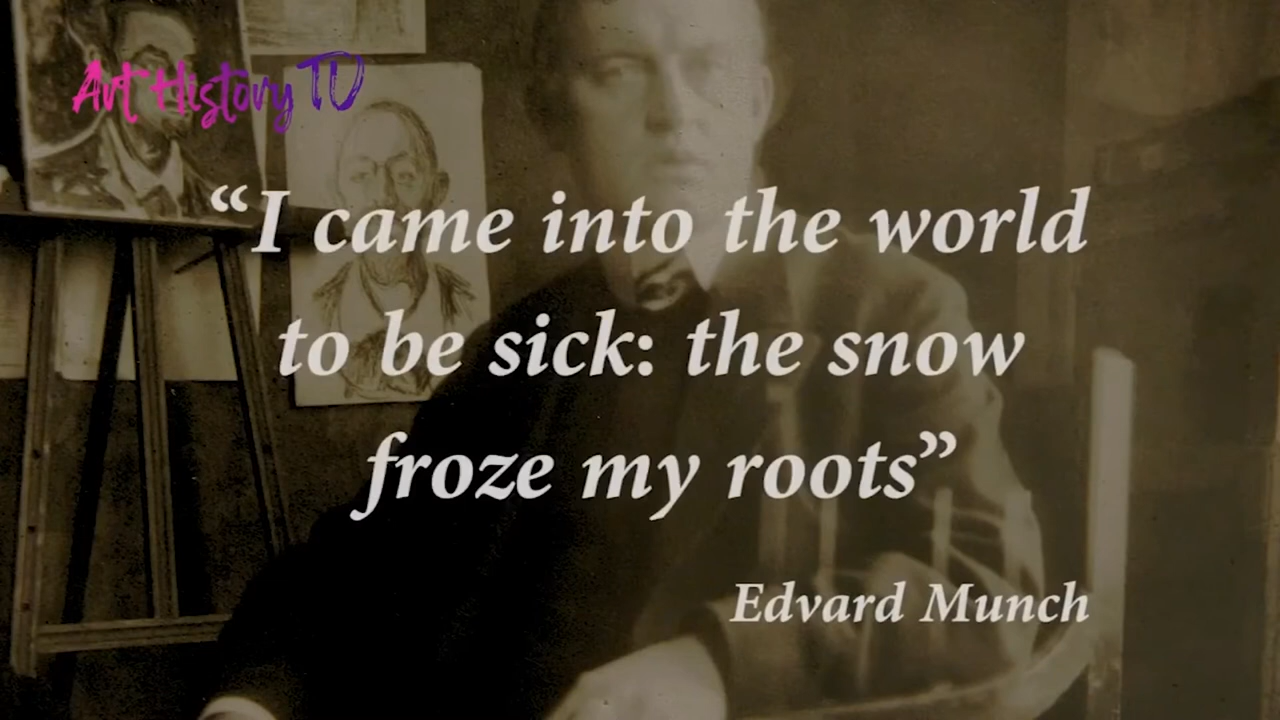 Art History TV
“I came into the world
to be sick: the snow
froze my roots”
Edvard Munch